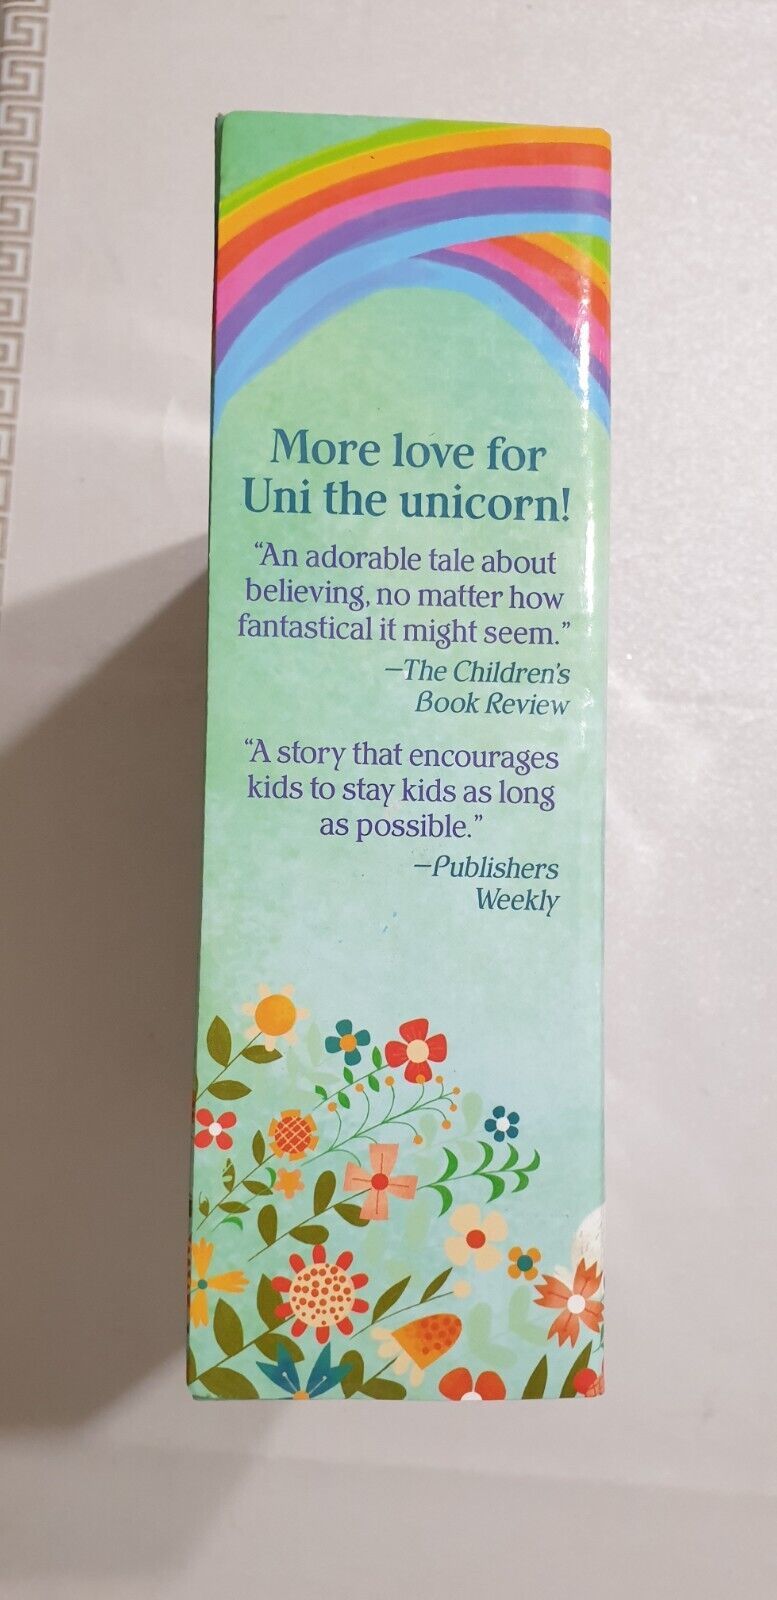 More love for
Uni the unicorn!
“An adorable tale about
believing, no matter how
fantastical it might seem.”
—The Children's
Book Review
“A story that encourages
kids to stay kids as long
as possible.”
—Publishers
Weekly